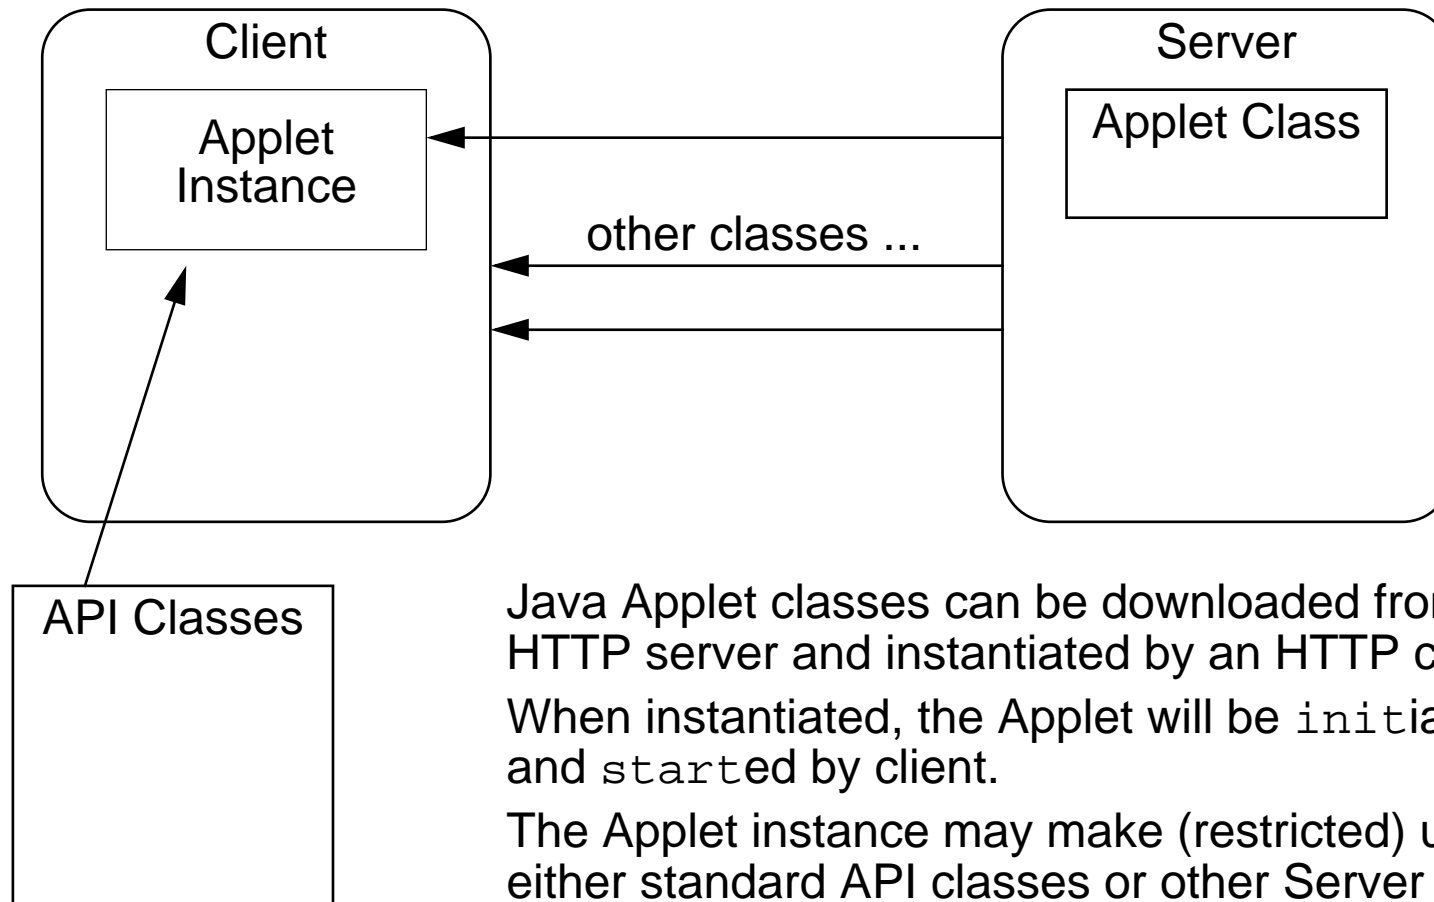 Client
Server
Applet
Instance
Applet Class
other classes ...
API Classes
Java Applet classes can be downloaded
HTTP server and instantiated by an HTTP
When instantiated, the Applet will be
and started by client.
The Applet instance may make (restricted)
either standard API classes or other Server